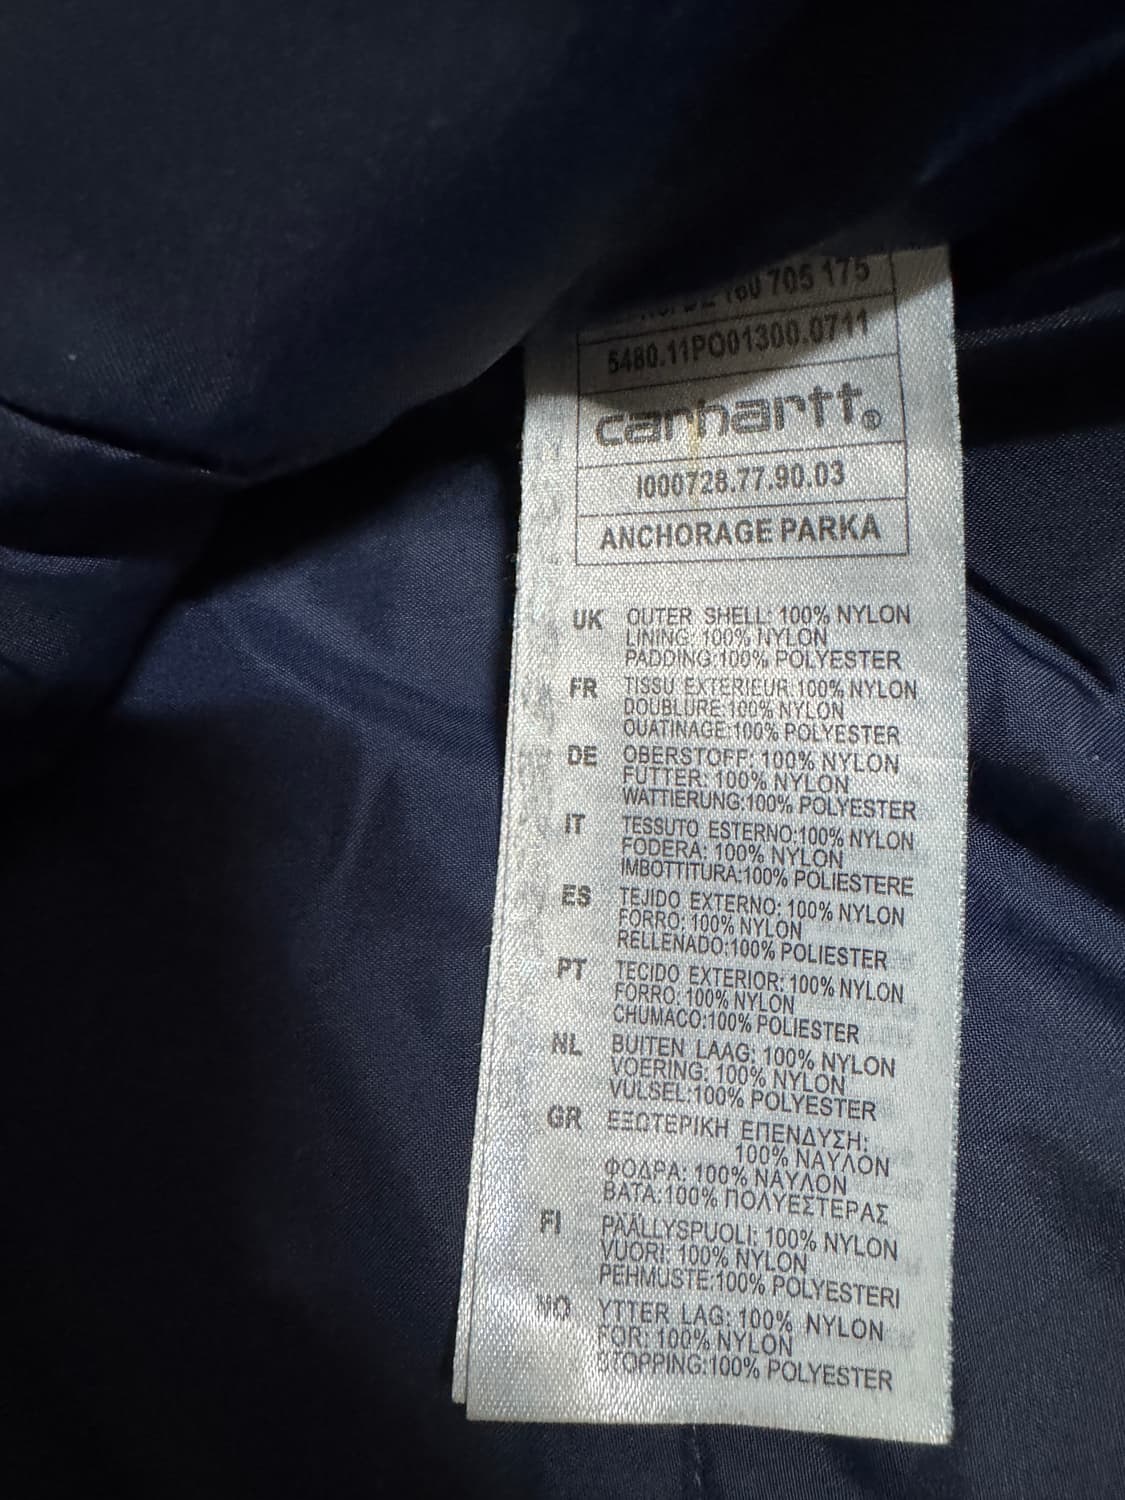 160 705 175
5480.11PO01300.0711
carhartt®
I000728.77.90.03
ANCHORAGE PARKA
UK OUTER SHELL: 100% NYLON
LINING: 100% NYLON
PADDING:100% POLYESTER
FR TISSU EXTERIEUR:100% NYLON
DOUBLURE:100% NYLON
OUATINAGE:100% POLYESTER
DE OBERSTOFF: 100% NYLON
FUTTER: 100% NYLON
WATTIERUNG:100% POLYESTER
IT TESSUTO ESTERNO:100% NYLON
FODERA: 100% NYLON
IMBOTTITURA:100% POLIESTERE
ES TEJIDO EXTERNO: 100% NYLON
FORRO: 100% NYLON
RELLENADO:100% POLIESTER
PT TECIDO EXTERIOR: 100% NYLON
FORRO: 100% NYLON
CHUMACO:100% POLIESTER
NL BUITEN LAAG: 100% NYLON
VOERING: 100% NYLON
VULSEL:100% POLYESTER
GR ΕΞΩΤΕΡΙΚΗ ΕΠΕΝΔΥΣΗ:
100% ΝΑΥΛΟΝ
ΦΟΔΡΑ: 100% ΝΑΥΛΟΝ
ΒΑΤΑ:100% ΠΟΛΥΕΣΤΕΡΑΣ
FI PÄÄLLYSPUOLI: 100% NYLON
VUORI: 100% NYLON
PEHMUSTE:100% POLYESTERI
NO YTTER LAG: 100% NYLON
FOR: 100% NYLON
STOPPING:100% POLYESTER